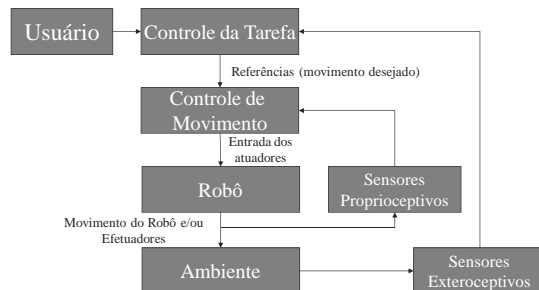 Usuário
Controle da Tarefa
Referências (movimento desejado)
Controle de
Movimento
Entrada dos
atuadores
Robô
Sensores
Proprioceptivos
Movimento do Robô e/ou
Efetuadores
Ambiente
Sensores
Exteroceptivos